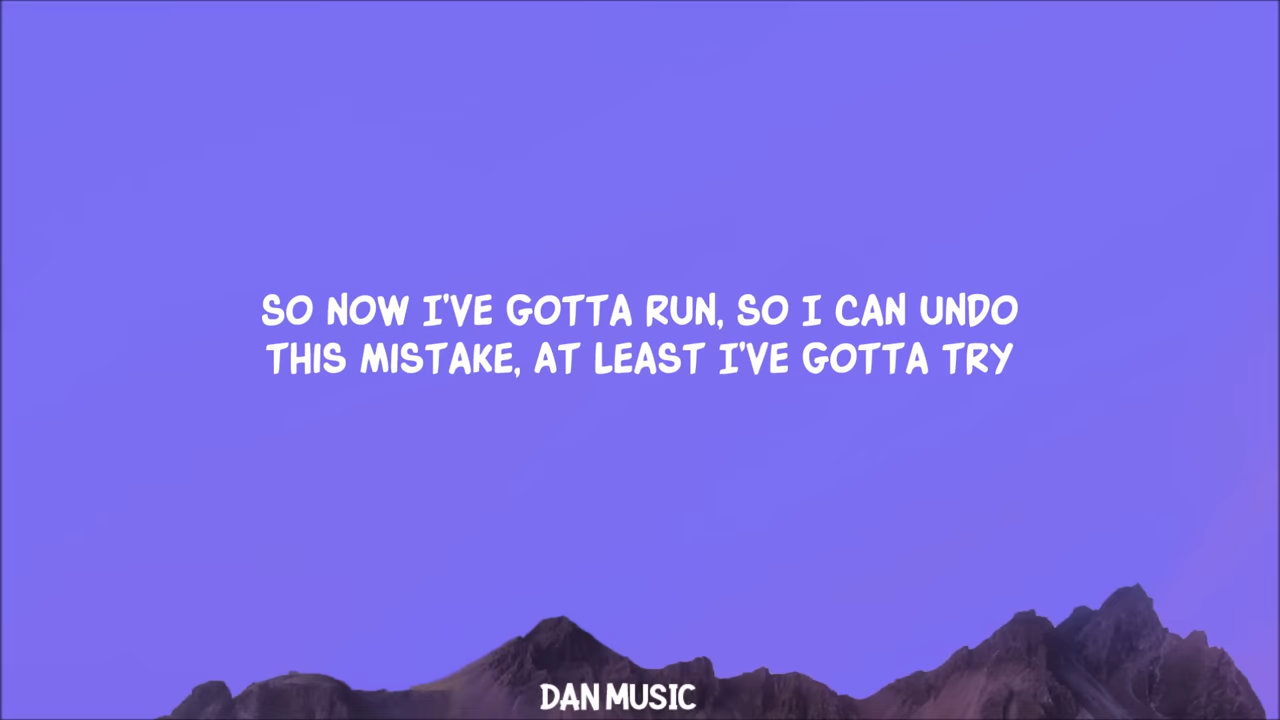 SO NOW I'VE GOTTA RUN, SO I CAN UNDO
THIS MISTAKE, AT LEAST I'VE GOTTA TRY
DAN MUSIC